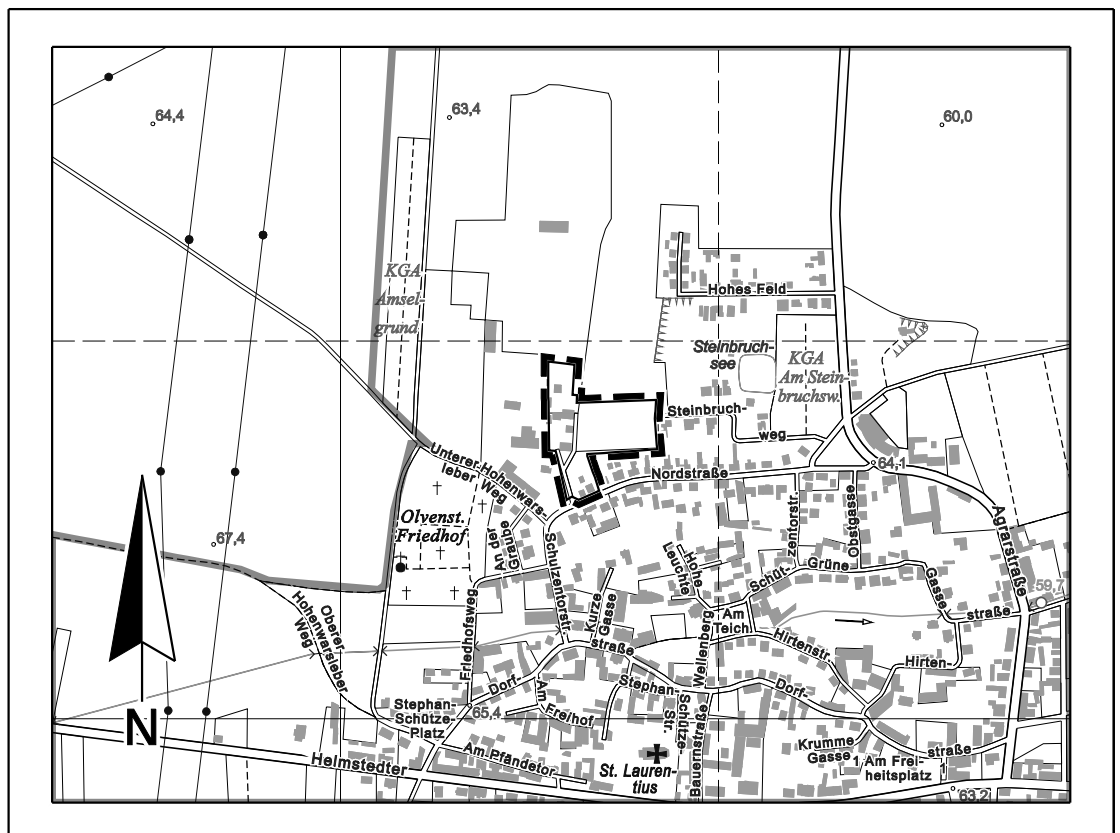 64,4
63,4
60,0
KGA
Amsel-
grund
Hohes Feld
Steinbruch-
see
KGA
Am Stein-
bruchsw.
Steinbruch-
weg
Unterer Hohenwars-
leber Weg
Nordstraße
64,1
Olvenst.
Friedhof
An der
Grube
Schulzentorstr.
Hohe
Leuchte
Schüt-
zentorstr.
Obstgasse
Grüne
Gasse
Agrarstraße
59,7
straße
67,4
Oberer
Hohenwarsleber
Weg
Friedhofsweg
Kurze
Gasse
Am
Teich
Hirtenstr.
Hirten-
Wellenberg
Dorf-
straße
Am
Freihof
Stephan-
Schütze-
Str.
Dorf-
straße
Stephan-
Schütze-
Platz
65,4
Am Pfändetor
Helmstedter
St. Lauren-
tius
Bauernstraße
Krumme
Gasse
1 Am Frei-
heitsplatz
1
63,2
N